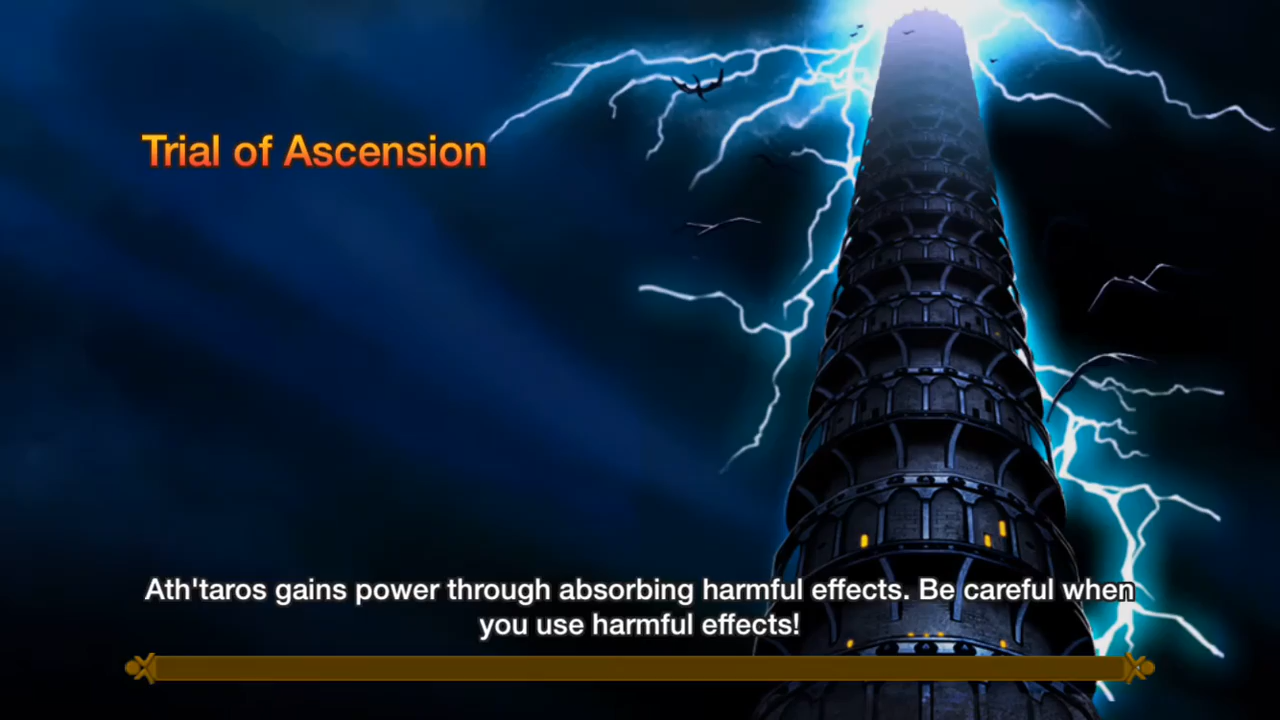 Trial of Ascension
Ath'taros gains power through absorbing harmful effects. Be careful when
you use harmful effects!